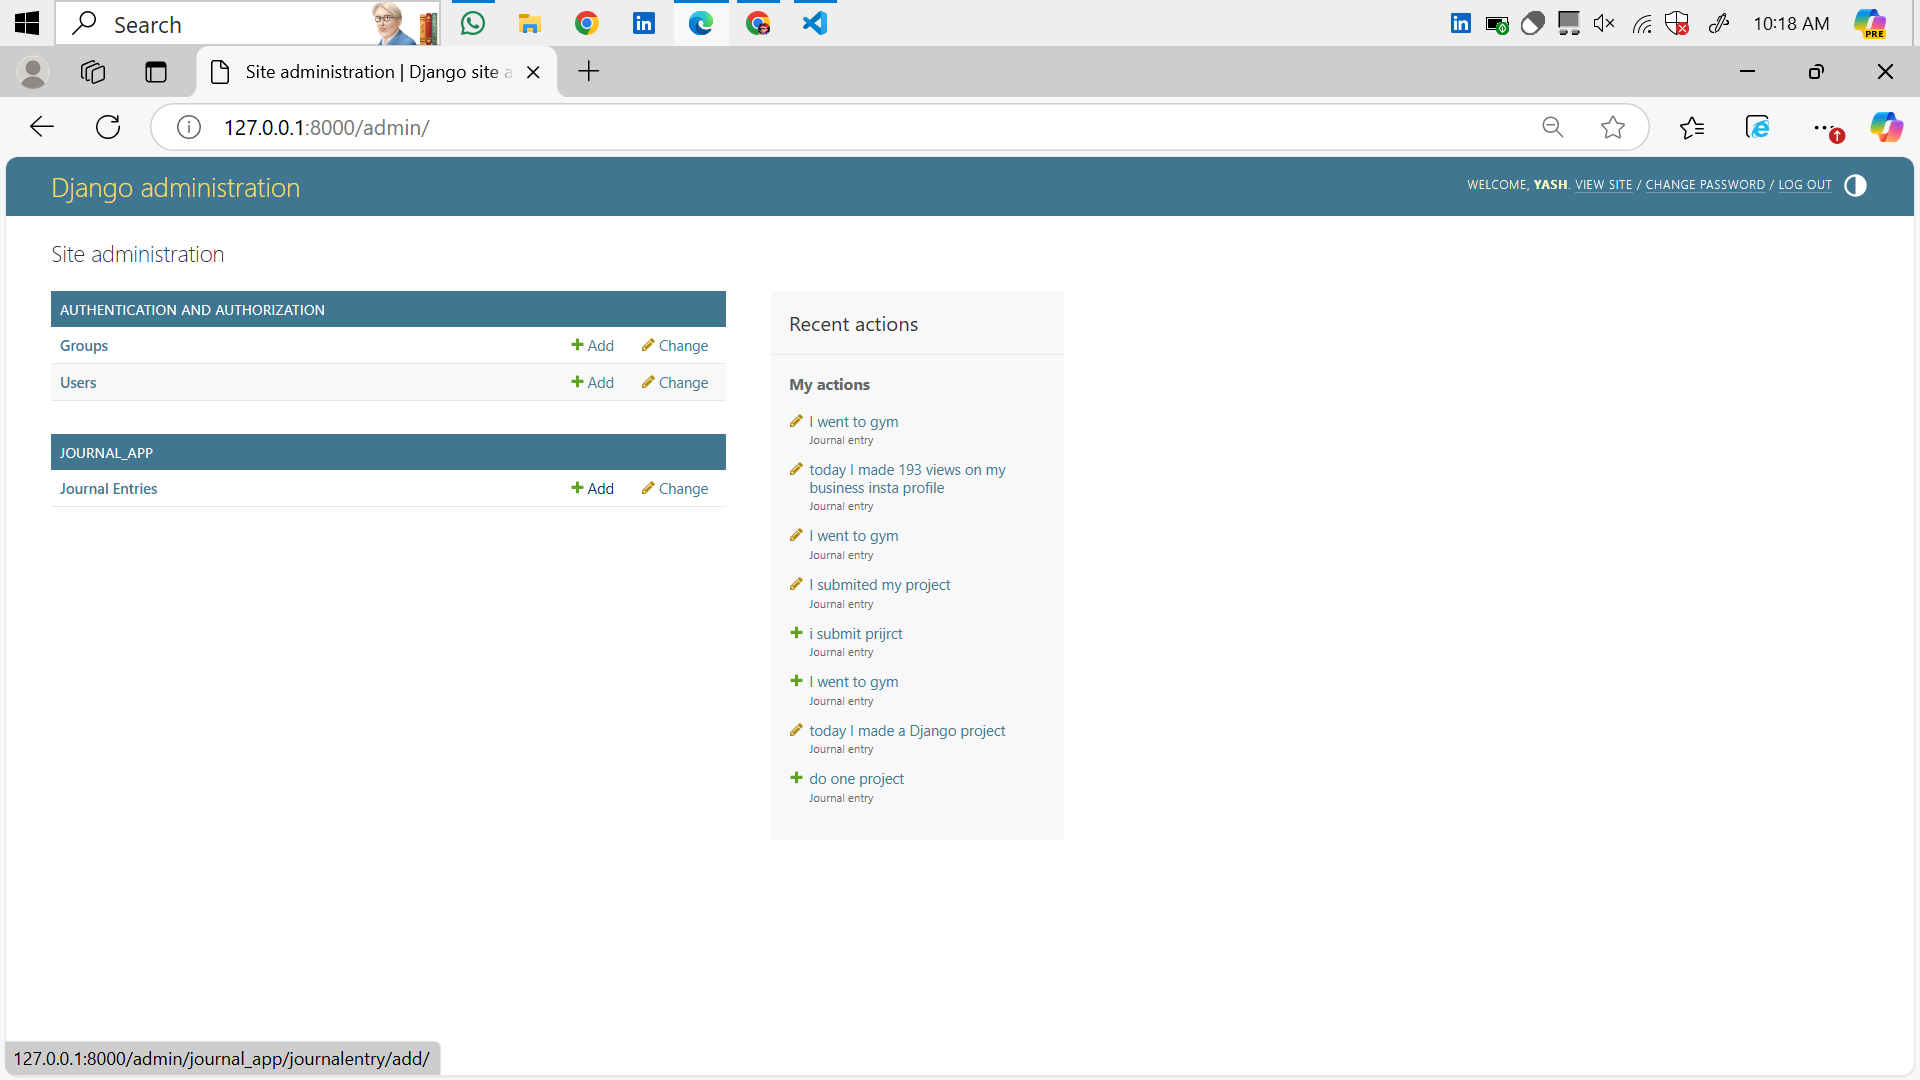 Search
10:18 AM
PRE
Site administration | Django site a
127.0.0.1:8000/admin/
Django administration
WELCOME, YASH. VIEW SITE / CHANGE PASSWORD / LOG OUT
Site administration
AUTHENTICATION AND AUTHORIZATION
Groups Add Change
Users Add Change
JOURNAL_APP
Journal Entries Add Change
Recent actions
My actions
I went to gym
Journal entry
today I made 193 views on my
business insta profile
Journal entry
I went to gym
Journal entry
I submited my project
Journal entry
i submit prijrct
Journal entry
I went to gym
Journal entry
today I made a Django project
Journal entry
do one project
Journal entry
127.0.0.1:8000/admin/journal_app/journalentry/add/